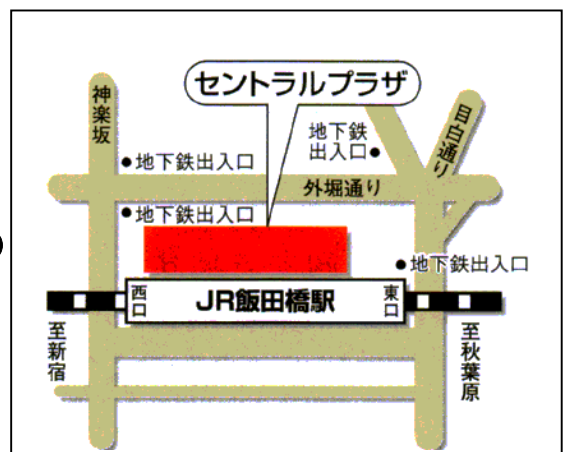 セントラルプラザ
神楽坂
目白通り
地下鉄
出入口
地下鉄出入口
外堀通り
地下鉄出入口
地下鉄出入口
西口
JR飯田橋駅
東口
至新宿
至秋葉原